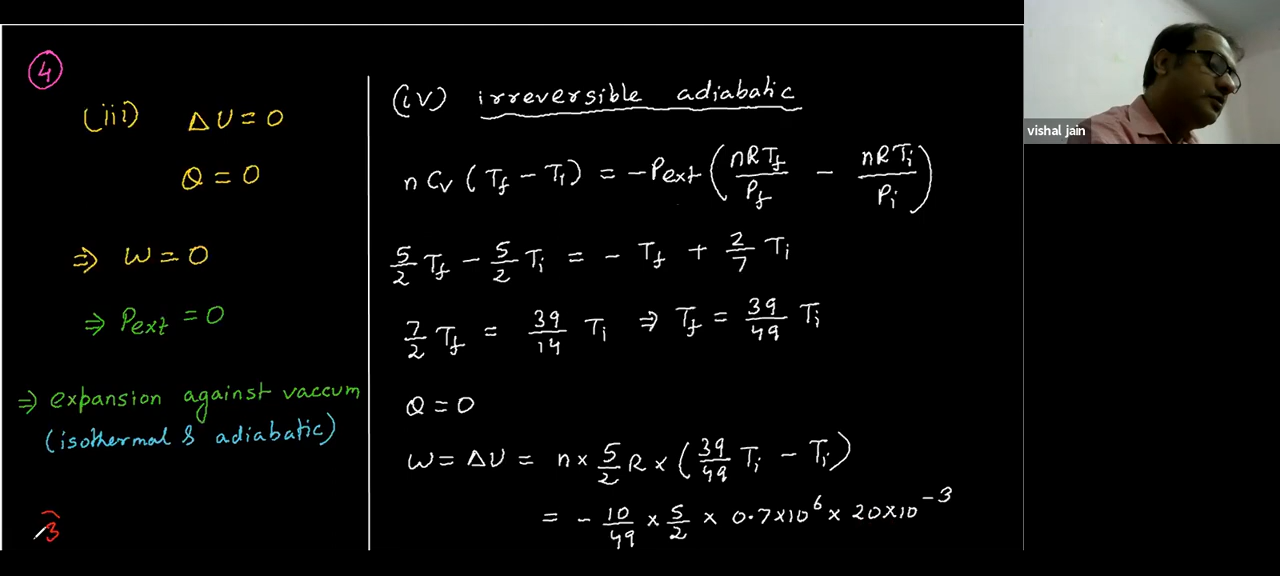 4
(iii) ΔU = 0
Q = 0
⇒ W = 0
⇒ Pext = 0
⇒ expansion against vaccum
(isothermal & adiabatic)
3
(iv) irreversible adiabatic
n Cv (Tf − Ti) = − Pext (nRTf/Pf − nRTi/Pi)
5/2 Tf − 5/2 Ti = − Tf + 2/7 Ti
7/2 Tf = 39/14 Ti ⇒ Tf = 39/49 Ti
Q = 0
W = ΔU = n × 5/2 R × (39/49 Ti − Ti)
= − 10/49 × 5/2 × 0.7×10⁶ × 20×10⁻³
vishal jain